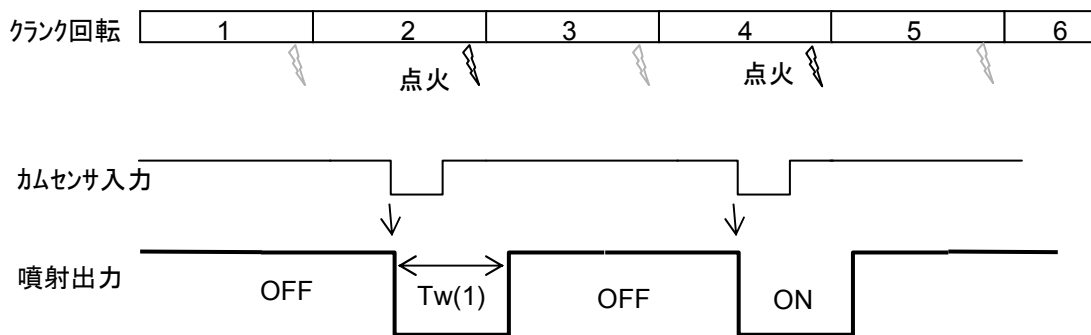 クランク回転 1 2 3 4 5 6
点火 点火
カムセンサ入力
噴射出力
OFF Tw(1) OFF ON